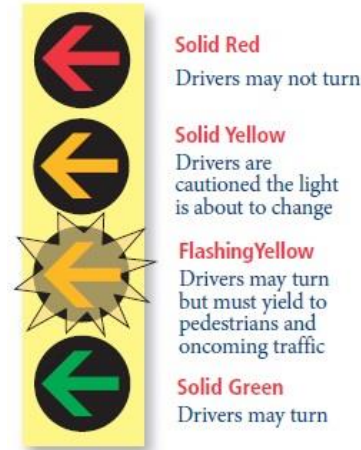 Solid Red
Drivers may not turn
Solid Yellow
Drivers are
cautioned the light
is about to change
FlashingYellow
Drivers may turn
but must yield to
pedestrians and
oncoming traffic
Solid Green
Drivers may turn